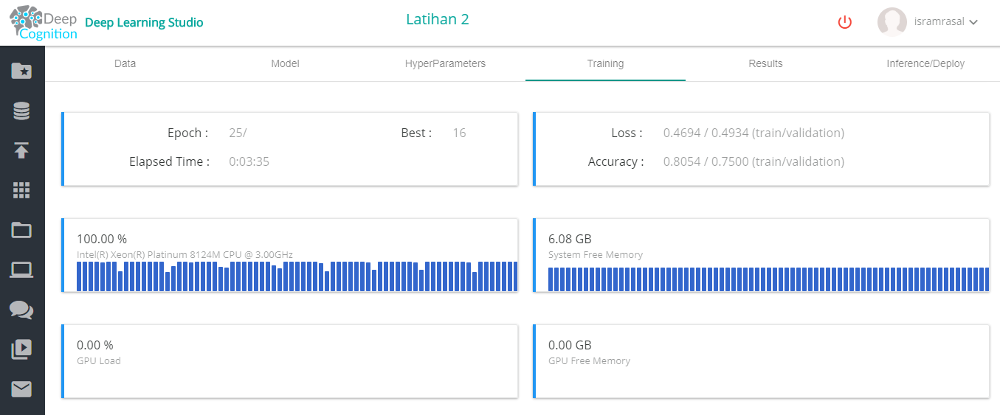 Deep Cognition
Deep Learning Studio
Latihan 2
isramrasal
Data Model HyperParameters Training Results Inference/Deploy
Epoch : 25/ Best : 16
Elapsed Time : 0:03:35
Loss : 0.4694 / 0.4934 (train/validation)
Accuracy : 0.8054 / 0.7500 (train/validation)
100.00 %
Intel(R) Xeon(R) Platinum 8124M CPU @ 3.00GHz
6.08 GB
System Free Memory
0.00 %
GPU Load
0.00 GB
GPU Free Memory